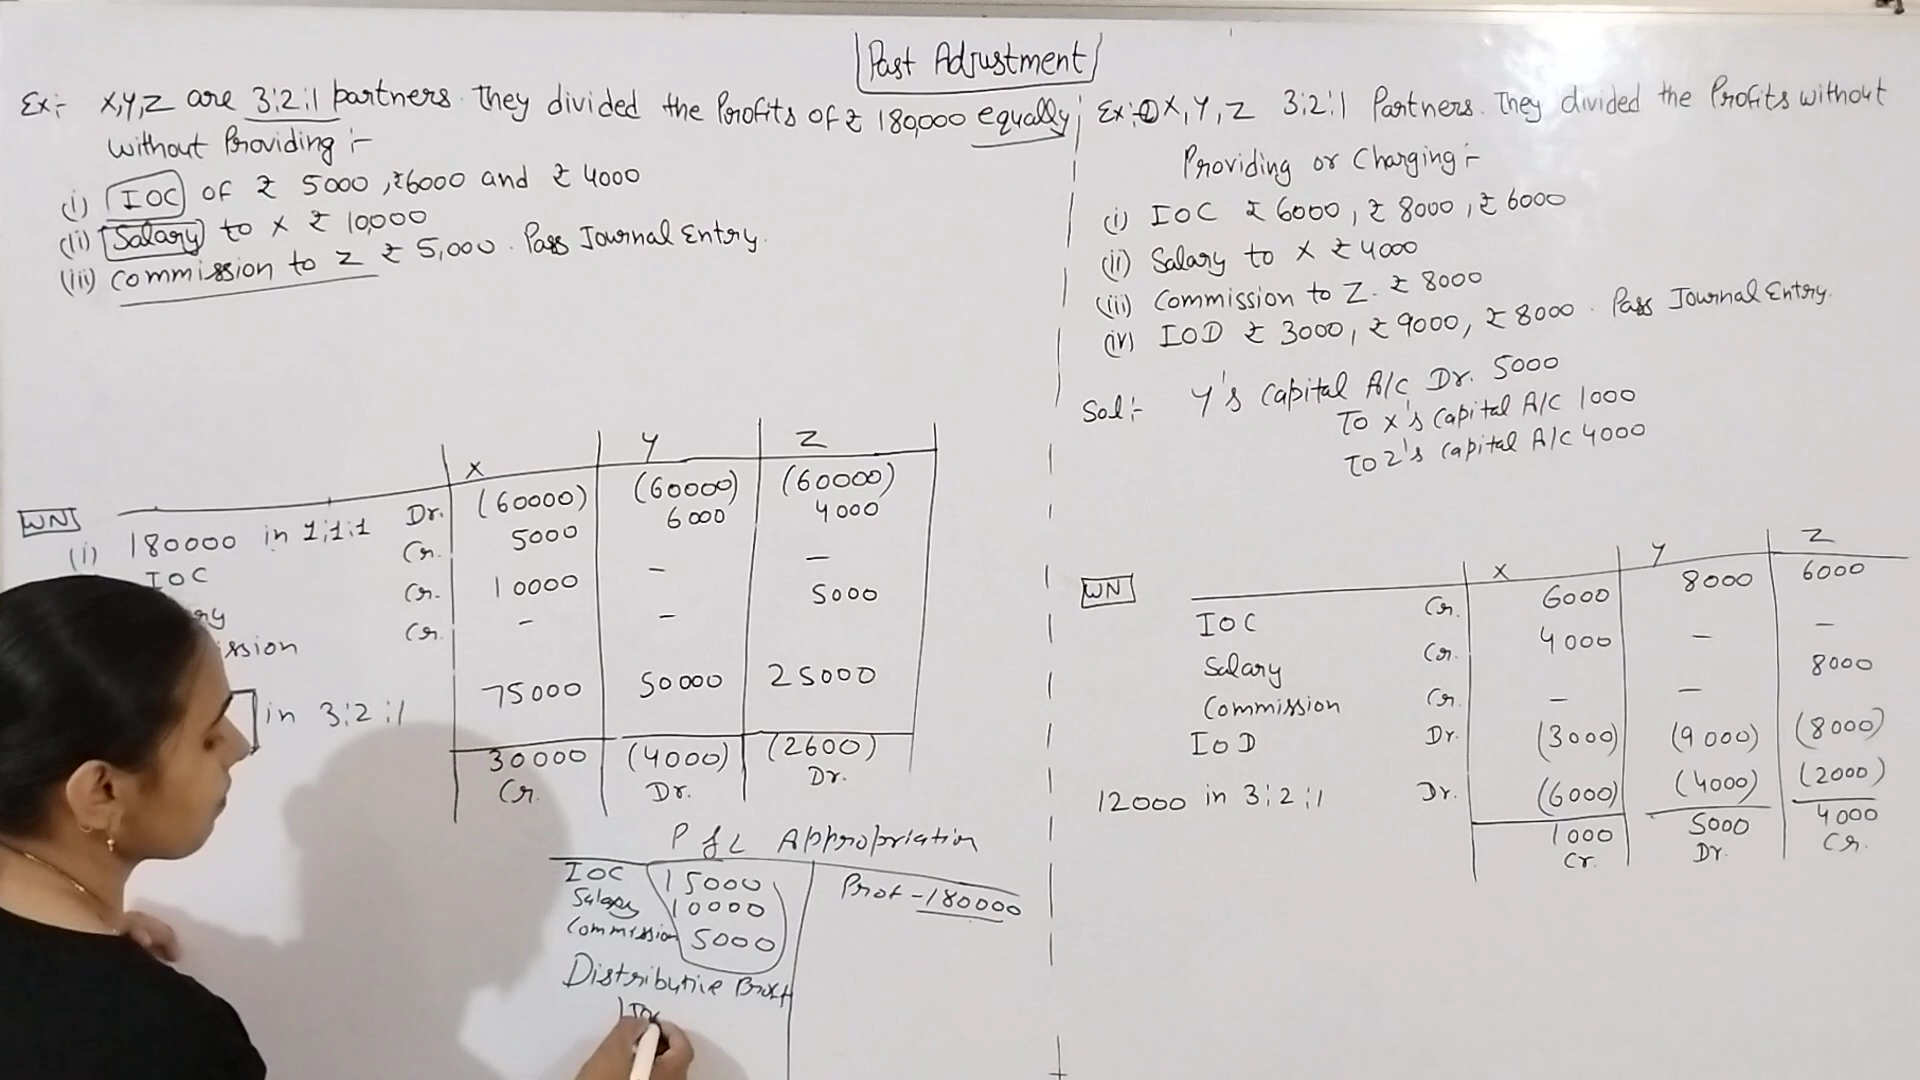 Past Adjustment
Ex:- X,Y,Z are 3:2:1 partners. They divided the Profits of ₹ 180,000 equally
without Providing :-
(i) IOC of ₹ 5000, ₹6000 and ₹ 4000
(ii) Salary to X ₹ 10,000
(iii) Commission to Z ₹ 5,000. Pass Journal Entry.
X Y Z
WN
(i) 180000 in 1:1:1 Dr. (60000) (60000) (60000)
IOC Cr. 5000 6000 4000
Cr. 10000 - -
Cr. - - 5000
in 3:2:1 75000 50000 25000
30000 (4000) (2600)
Cr. Dr. Dr.
P & L Appropriation
IOC 15000 Prof - 180000
Salary 10000
Commission 5000
Distributive Profit
Ex:- X, Y, Z 3:2:1 Partners. They divided the Profits without
Providing or Charging :-
(i) IOC ₹ 6000, ₹ 8000, ₹ 6000
(ii) Salary to X ₹ 4000
(iii) Commission to Z. ₹ 8000
(iv) IOD ₹ 3000, ₹ 9000, ₹ 8000. Pass Journal Entry.
Sol:- Y's Capital A/C Dr. 5000
To X's Capital A/C 1000
To Z's Capital A/C 4000
WN
X Y Z
IOC Cr. 6000 8000 6000
Salary Cr. 4000 - -
Commission Cr. - - 8000
IOD Dr. (3000) (9000) (8000)
12000 in 3:2:1 Dr. (6000) (4000) (2000)
1000 5000 4000
Cr. Dr. Cr.